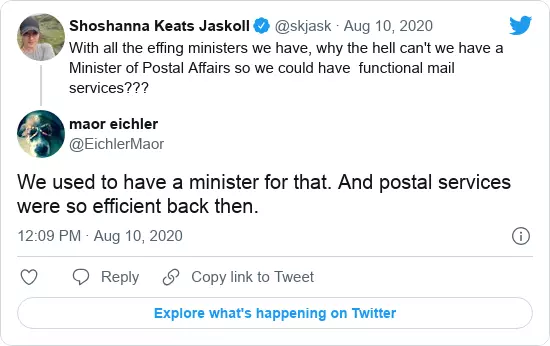 Shoshanna Keats Jaskoll @skjask · Aug 10, 2020
With all the effing ministers we have, why the hell can't we have a
Minister of Postal Affairs so we could have functional mail
services???
maor eichler
@EichlerMaor
We used to have a minister for that. And postal services
were so efficient back then.
12:09 PM · Aug 10, 2020
Reply
Copy link to Tweet
Explore what's happening on Twitter